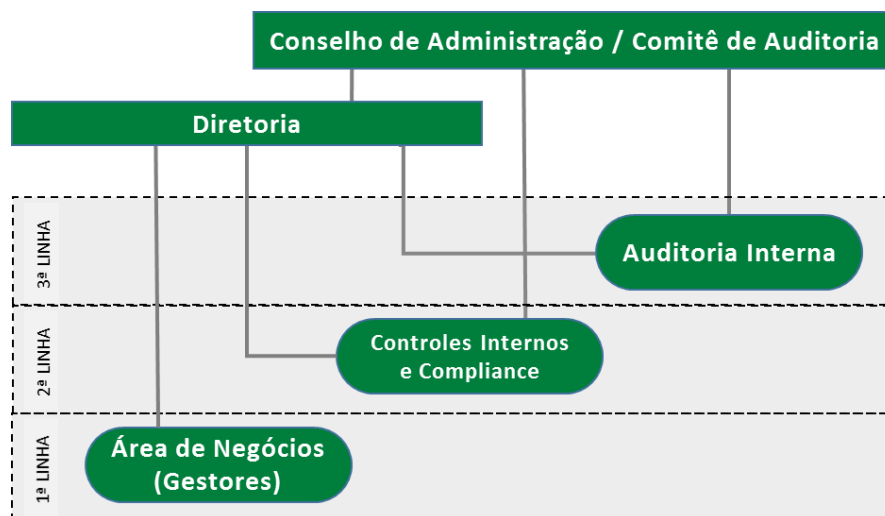 Conselho de Administração / Comitê de Auditoria
Diretoria
3ª LINHA
Auditoria Interna
2ª LINHA
Controles Internos
e Compliance
1ª LINHA
Área de Negócios
(Gestores)